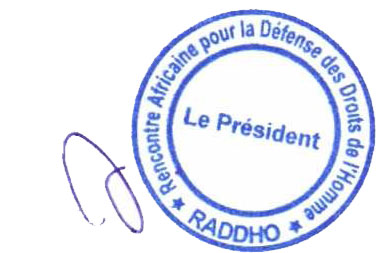 Rencontre Africaine pour la Défense des Droits de l'Homme
Le Président
★ RADDHO ★